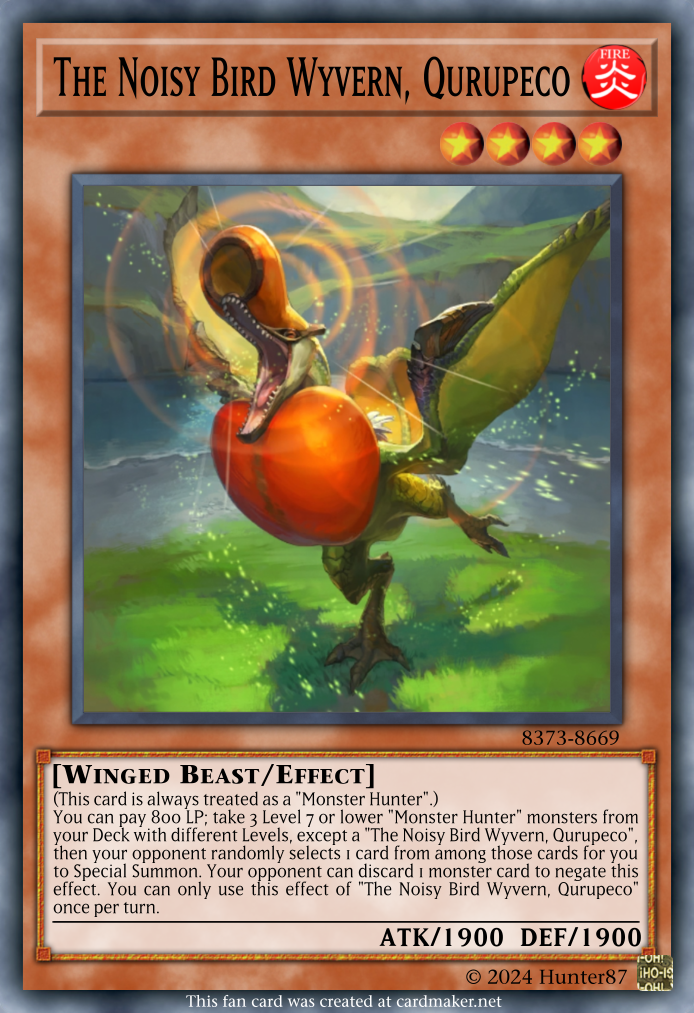 The Noisy Bird Wyvern, Qurupeco
FIRE
炎
8373-8669
[Winged Beast/Effect]
(This card is always treated as a "Monster Hunter".)
You can pay 800 LP; take 3 Level 7 or lower "Monster Hunter" monsters from
your Deck with different Levels, except a "The Noisy Bird Wyvern, Qurupeco",
then your opponent randomly selects 1 card from among those cards for you
to Special Summon. Your opponent can discard 1 monster card to negate this
effect. You can only use this effect of "The Noisy Bird Wyvern, Qurupeco"
once per turn.
ATK/1900 DEF/1900
© 2024 Hunter87
This fan card was created at cardmaker.net